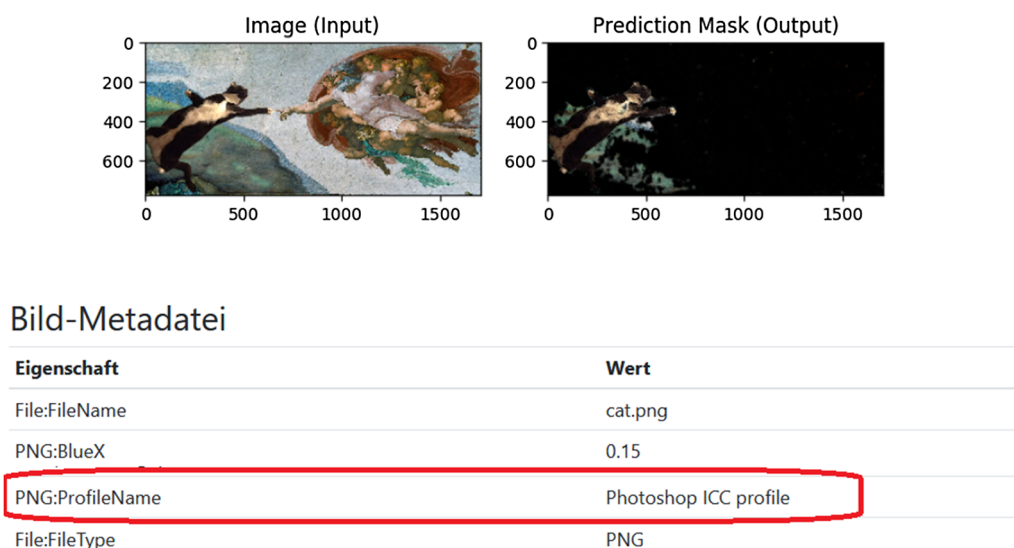 Image (Input) Prediction Mask (Output)
0 0
200 200
400 400
600 600
0 500 1000 1500 0 500 1000 1500
Bild-Metadatei
Eigenschaft Wert
File:FileName cat.png
PNG:BlueX 0.15
PNG:ProfileName Photoshop ICC profile
File:FileType PNG